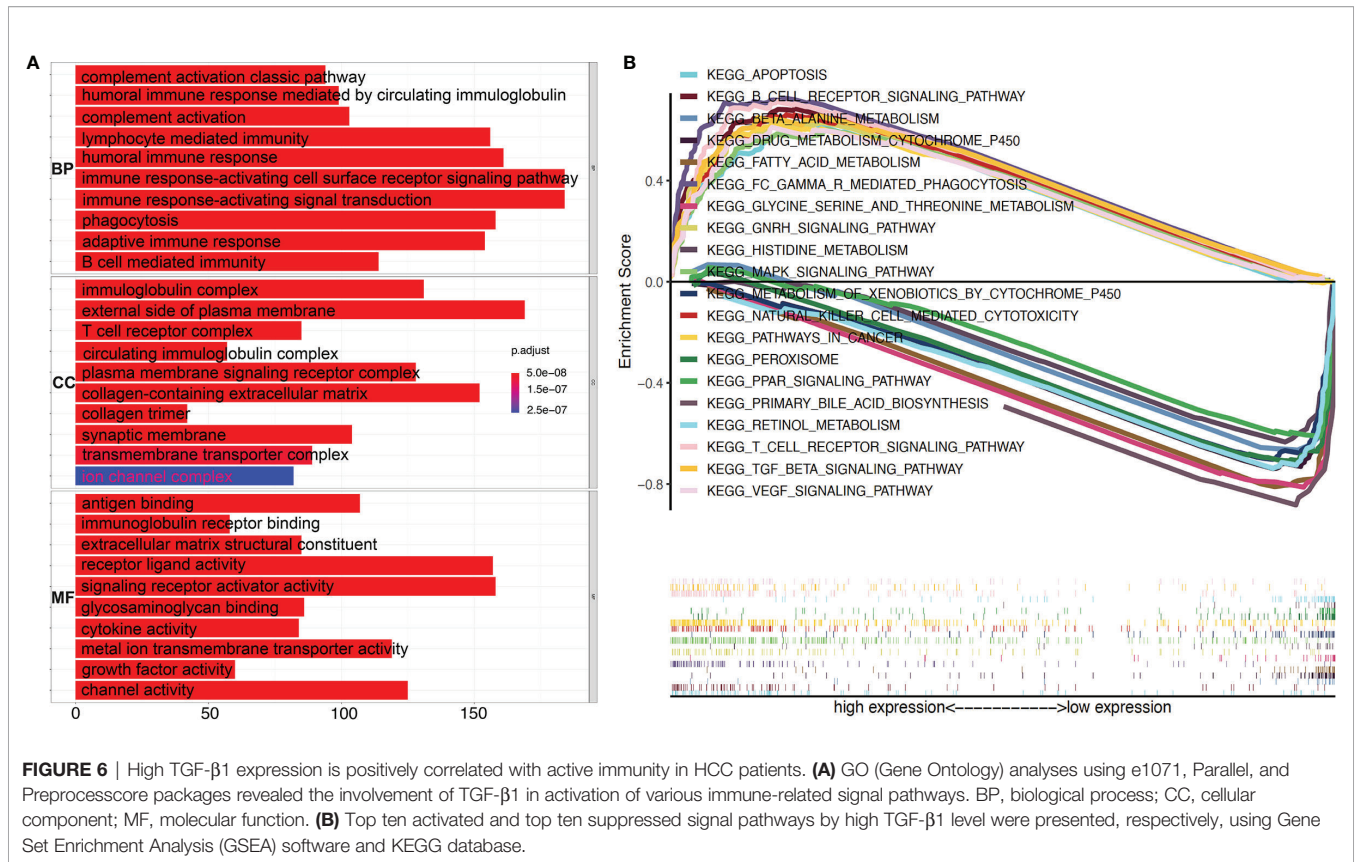 A
complement activation classic pathway
humoral immune response mediated by circulating immuloglobulin
complement activation
lymphocyte mediated immunity
humoral immune response
BP
immune response-activating cell surface receptor signaling pathway
immune response-activating signal transduction
phagocytosis
adaptive immune response
B cell mediated immunity
immuloglobulin complex
external side of plasma membrane
T cell receptor complex
circulating immuloglobulin complex
plasma membrane signaling receptor complex
CC
collagen-containing extracellular matrix
collagen trimer
synaptic membrane
transmembrane transporter complex
ion channel complex
p.adjust
5.0e−08
1.5e−07
2.5e−07
antigen binding
immunoglobulin receptor binding
extracellular matrix structural constituent
receptor ligand activity
signaling receptor activator activity
MF
glycosaminoglycan binding
cytokine activity
metal ion transmembrane transporter activity
growth factor activity
channel activity
0 50 100 150
B
KEGG_APOPTOSIS
KEGG_B_CELL_RECEPTOR_SIGNALING_PATHWAY
KEGG_BETA_ALANINE_METABOLISM
KEGG_DRUG_METABOLISM_CYTOCHROME_P450
KEGG_FATTY_ACID_METABOLISM
KEGG_FC_GAMMA_R_MEDIATED_PHAGOCYTOSIS
KEGG_GLYCINE_SERINE_AND_THREONINE_METABOLISM
KEGG_GNRH_SIGNALING_PATHWAY
KEGG_HISTIDINE_METABOLISM
KEGG_MAPK_SIGNALING_PATHWAY
KEGG_METABOLISM_OF_XENOBIOTICS_BY_CYTOCHROME_P450
KEGG_NATURAL_KILLER_CELL_MEDIATED_CYTOTOXICITY
KEGG_PATHWAYS_IN_CANCER
KEGG_PEROXISOME
KEGG_PPAR_SIGNALING_PATHWAY
KEGG_PRIMARY_BILE_ACID_BIOSYNTHESIS
KEGG_RETINOL_METABOLISM
KEGG_T_CELL_RECEPTOR_SIGNALING_PATHWAY
KEGG_TGF_BETA_SIGNALING_PATHWAY
KEGG_VEGF_SIGNALING_PATHWAY
Enrichment Score
0.4
0.0
−0.4
−0.8
high expression<----------->low expression
FIGURE 6 | High TGF-β1 expression is positively correlated with active immunity in HCC patients. (A) GO (Gene Ontology) analyses using e1071, Parallel, and
Preprocesscore packages revealed the involvement of TGF-β1 in activation of various immune-related signal pathways. BP, biological process; CC, cellular
component; MF, molecular function. (B) Top ten activated and top ten suppressed signal pathways by high TGF-β1 level were presented, respectively, using Gene
Set Enrichment Analysis (GSEA) software and KEGG database.